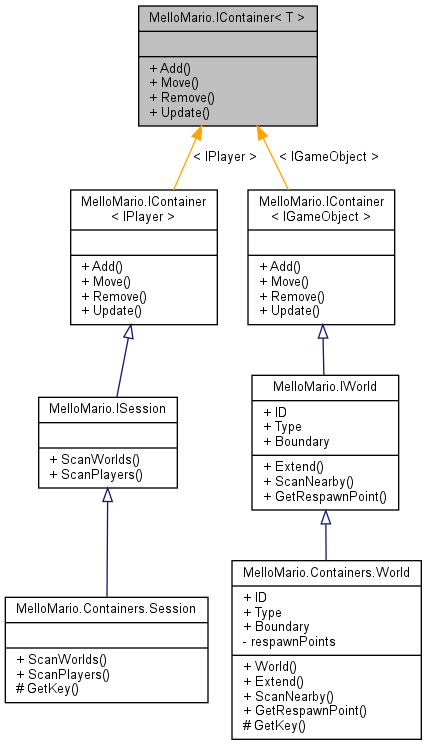 MelloMario.IContainer< T >
+ Add()
+ Move()
+ Remove()
+ Update()
< IPlayer >
< IGameObject >
MelloMario.IContainer
< IPlayer >
+ Add()
+ Move()
+ Remove()
+ Update()
MelloMario.IContainer
< IGameObject >
+ Add()
+ Move()
+ Remove()
+ Update()
MelloMario.ISession
+ ScanWorlds()
+ ScanPlayers()
MelloMario.IWorld
+ ID
+ Type
+ Boundary
+ Extend()
+ ScanNearby()
+ GetRespawnPoint()
MelloMario.Containers.Session
+ ScanWorlds()
+ ScanPlayers()
# GetKey()
MelloMario.Containers.World
+ ID
+ Type
+ Boundary
- respawnPoints
+ World()
+ Extend()
+ ScanNearby()
+ GetRespawnPoint()
# GetKey()